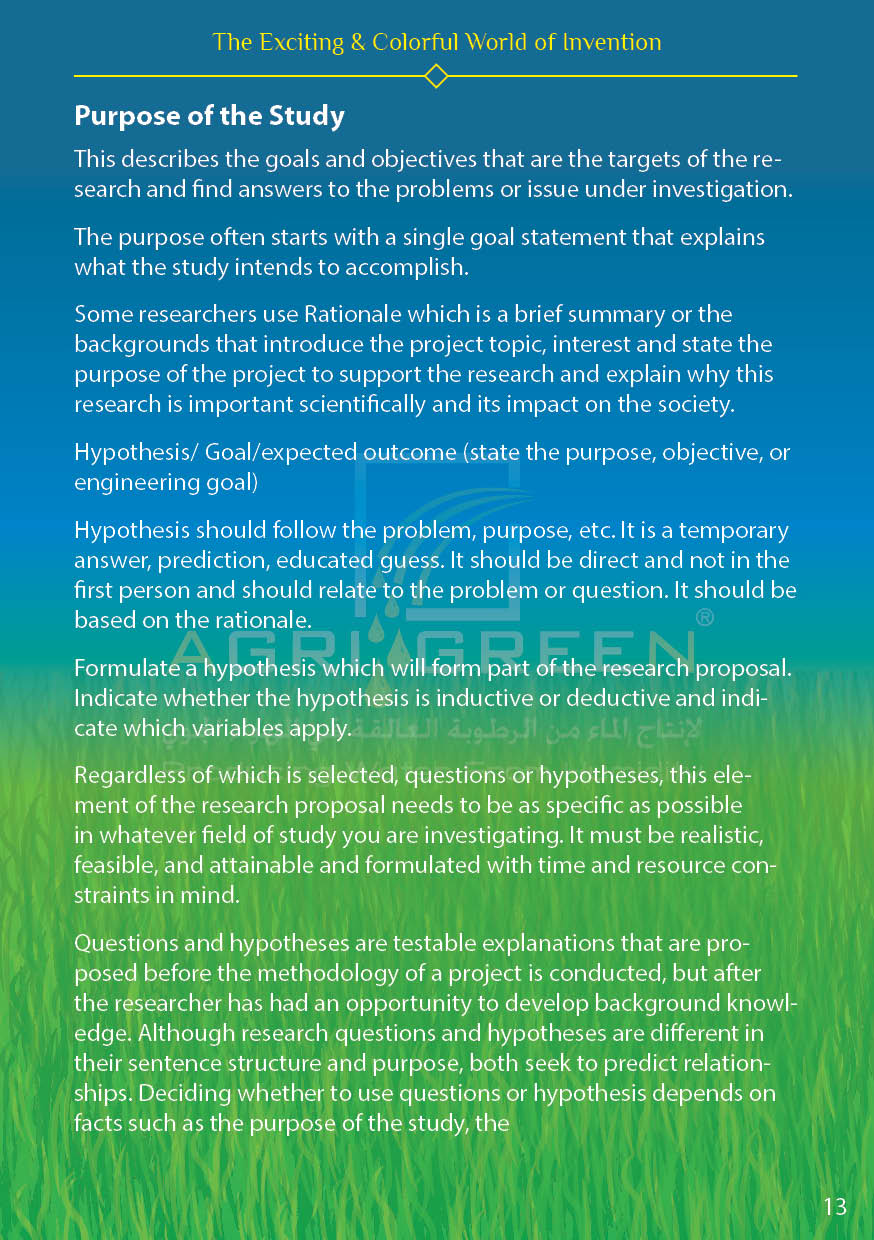 The Exciting & Colorful World of Invention
Purpose of the Study
This describes the goals and objectives that are the targets of the re-
search and find answers to the problems or issue under investigation.
The purpose often starts with a single goal statement that explains
what the study intends to accomplish.
Some researchers use Rationale which is a brief summary or the
backgrounds that introduce the project topic, interest and state the
purpose of the project to support the research and explain why this
research is important scientifically and its impact on the society.
Hypothesis/ Goal/expected outcome (state the purpose, objective, or
engineering goal)
Hypothesis should follow the problem, purpose, etc. It is a temporary
answer, prediction, educated guess. It should be direct and not in the
first person and should relate to the problem or question. It should be
based on the rationale.
AGRI GREEN ®
Formulate a hypothesis which will form part of the research proposal.
Indicate whether the hypothesis is inductive or deductive and indi-
cate which variables apply.
لإنتاج الماء من الرطوبة العالقة
Regardless of which is selected, questions or hypotheses, this ele-
ment of the research proposal needs to be as specific as possible
in whatever field of study you are investigating. It must be realistic,
feasible, and attainable and formulated with time and resource con-
straints in mind.
Questions and hypotheses are testable explanations that are pro-
posed before the methodology of a project is conducted, but after
the researcher has had an opportunity to develop background knowl-
edge. Although research questions and hypotheses are different in
their sentence structure and purpose, both seek to predict relation-
ships. Deciding whether to use questions or hypothesis depends on
facts such as the purpose of the study, the
13